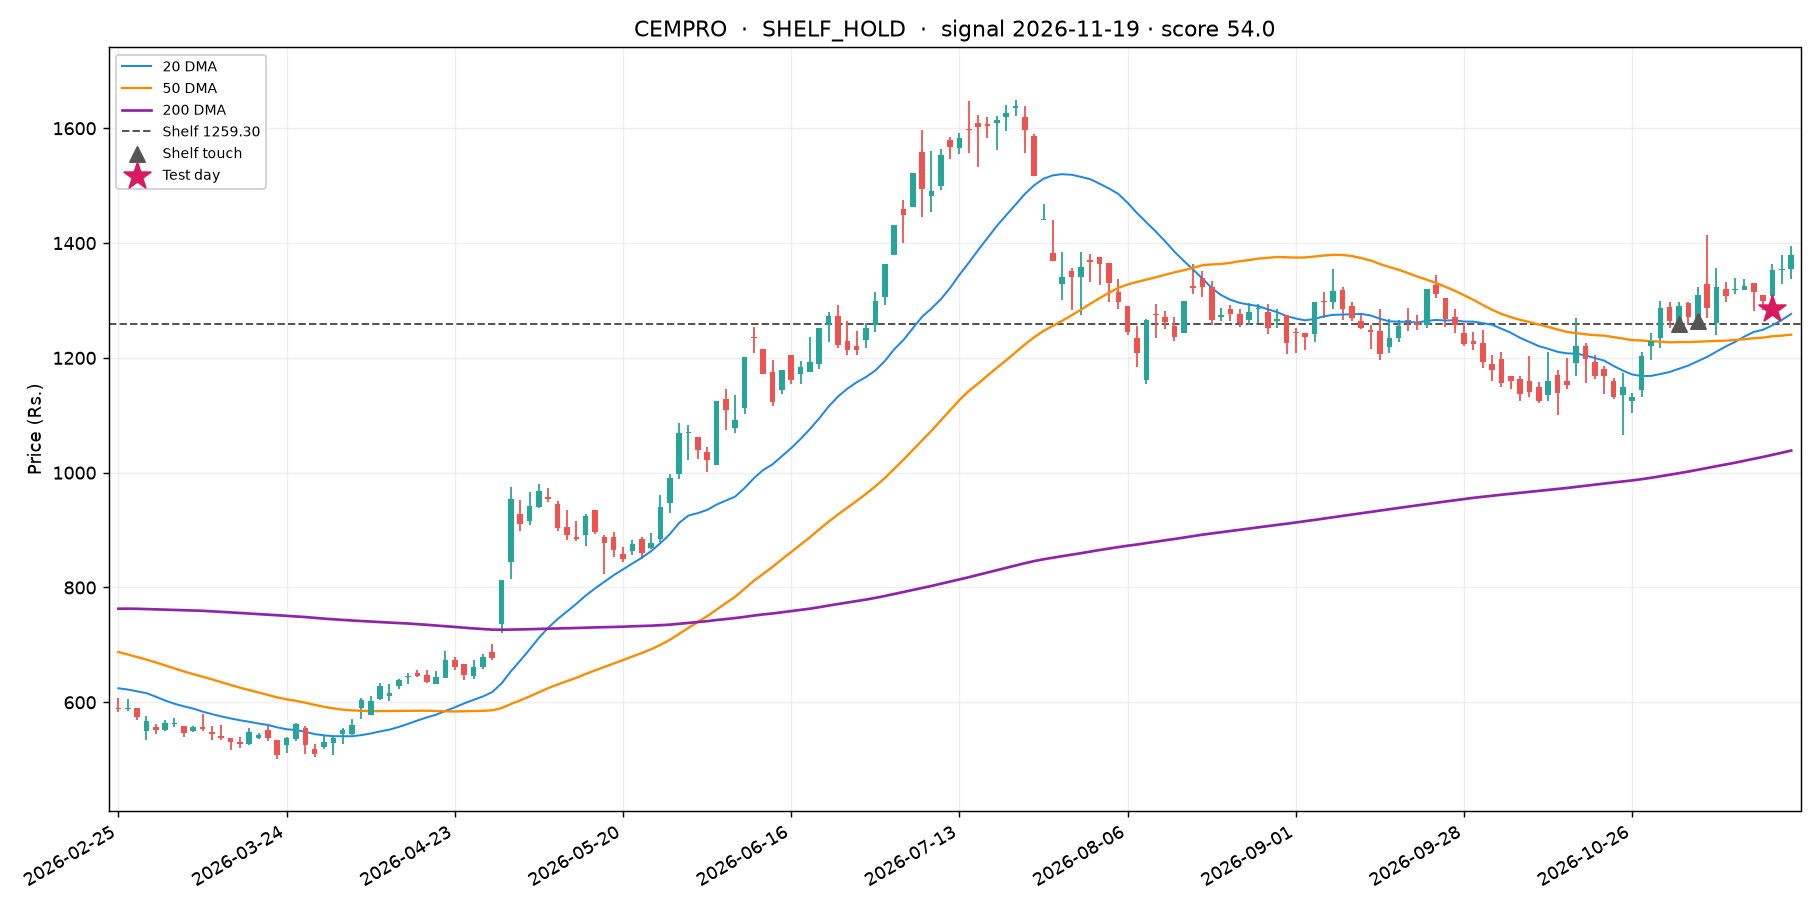 CEMPRO · SHELF_HOLD · signal 2026-11-19 · score 54.0
20 DMA
50 DMA
200 DMA
Shelf 1259.30
Shelf touch
Test day
Price (Rs.)
1600
1400
1200
1000
800
600
2026-02-25
2026-03-24
2026-04-23
2026-05-20
2026-06-16
2026-07-13
2026-08-06
2026-09-01
2026-09-28
2026-10-26